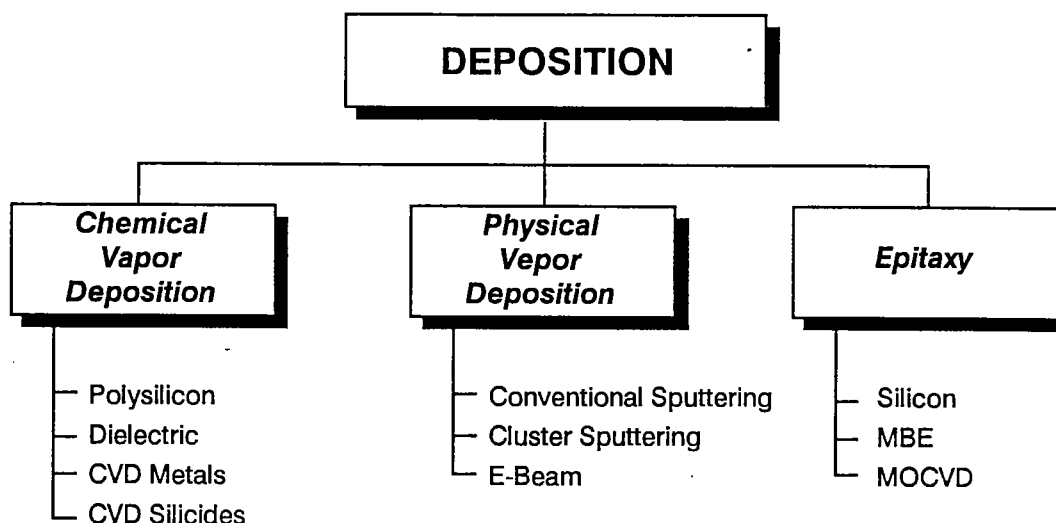 DEPOSITION
Chemical
Vapor
Deposition
Polysilicon
Dielectric
CVD Metals
CVD Silicides
Physical
Vepor
Deposition
Conventional Sputtering
Cluster Sputtering
E-Beam
Epitaxy
Silicon
MBE
MOCVD